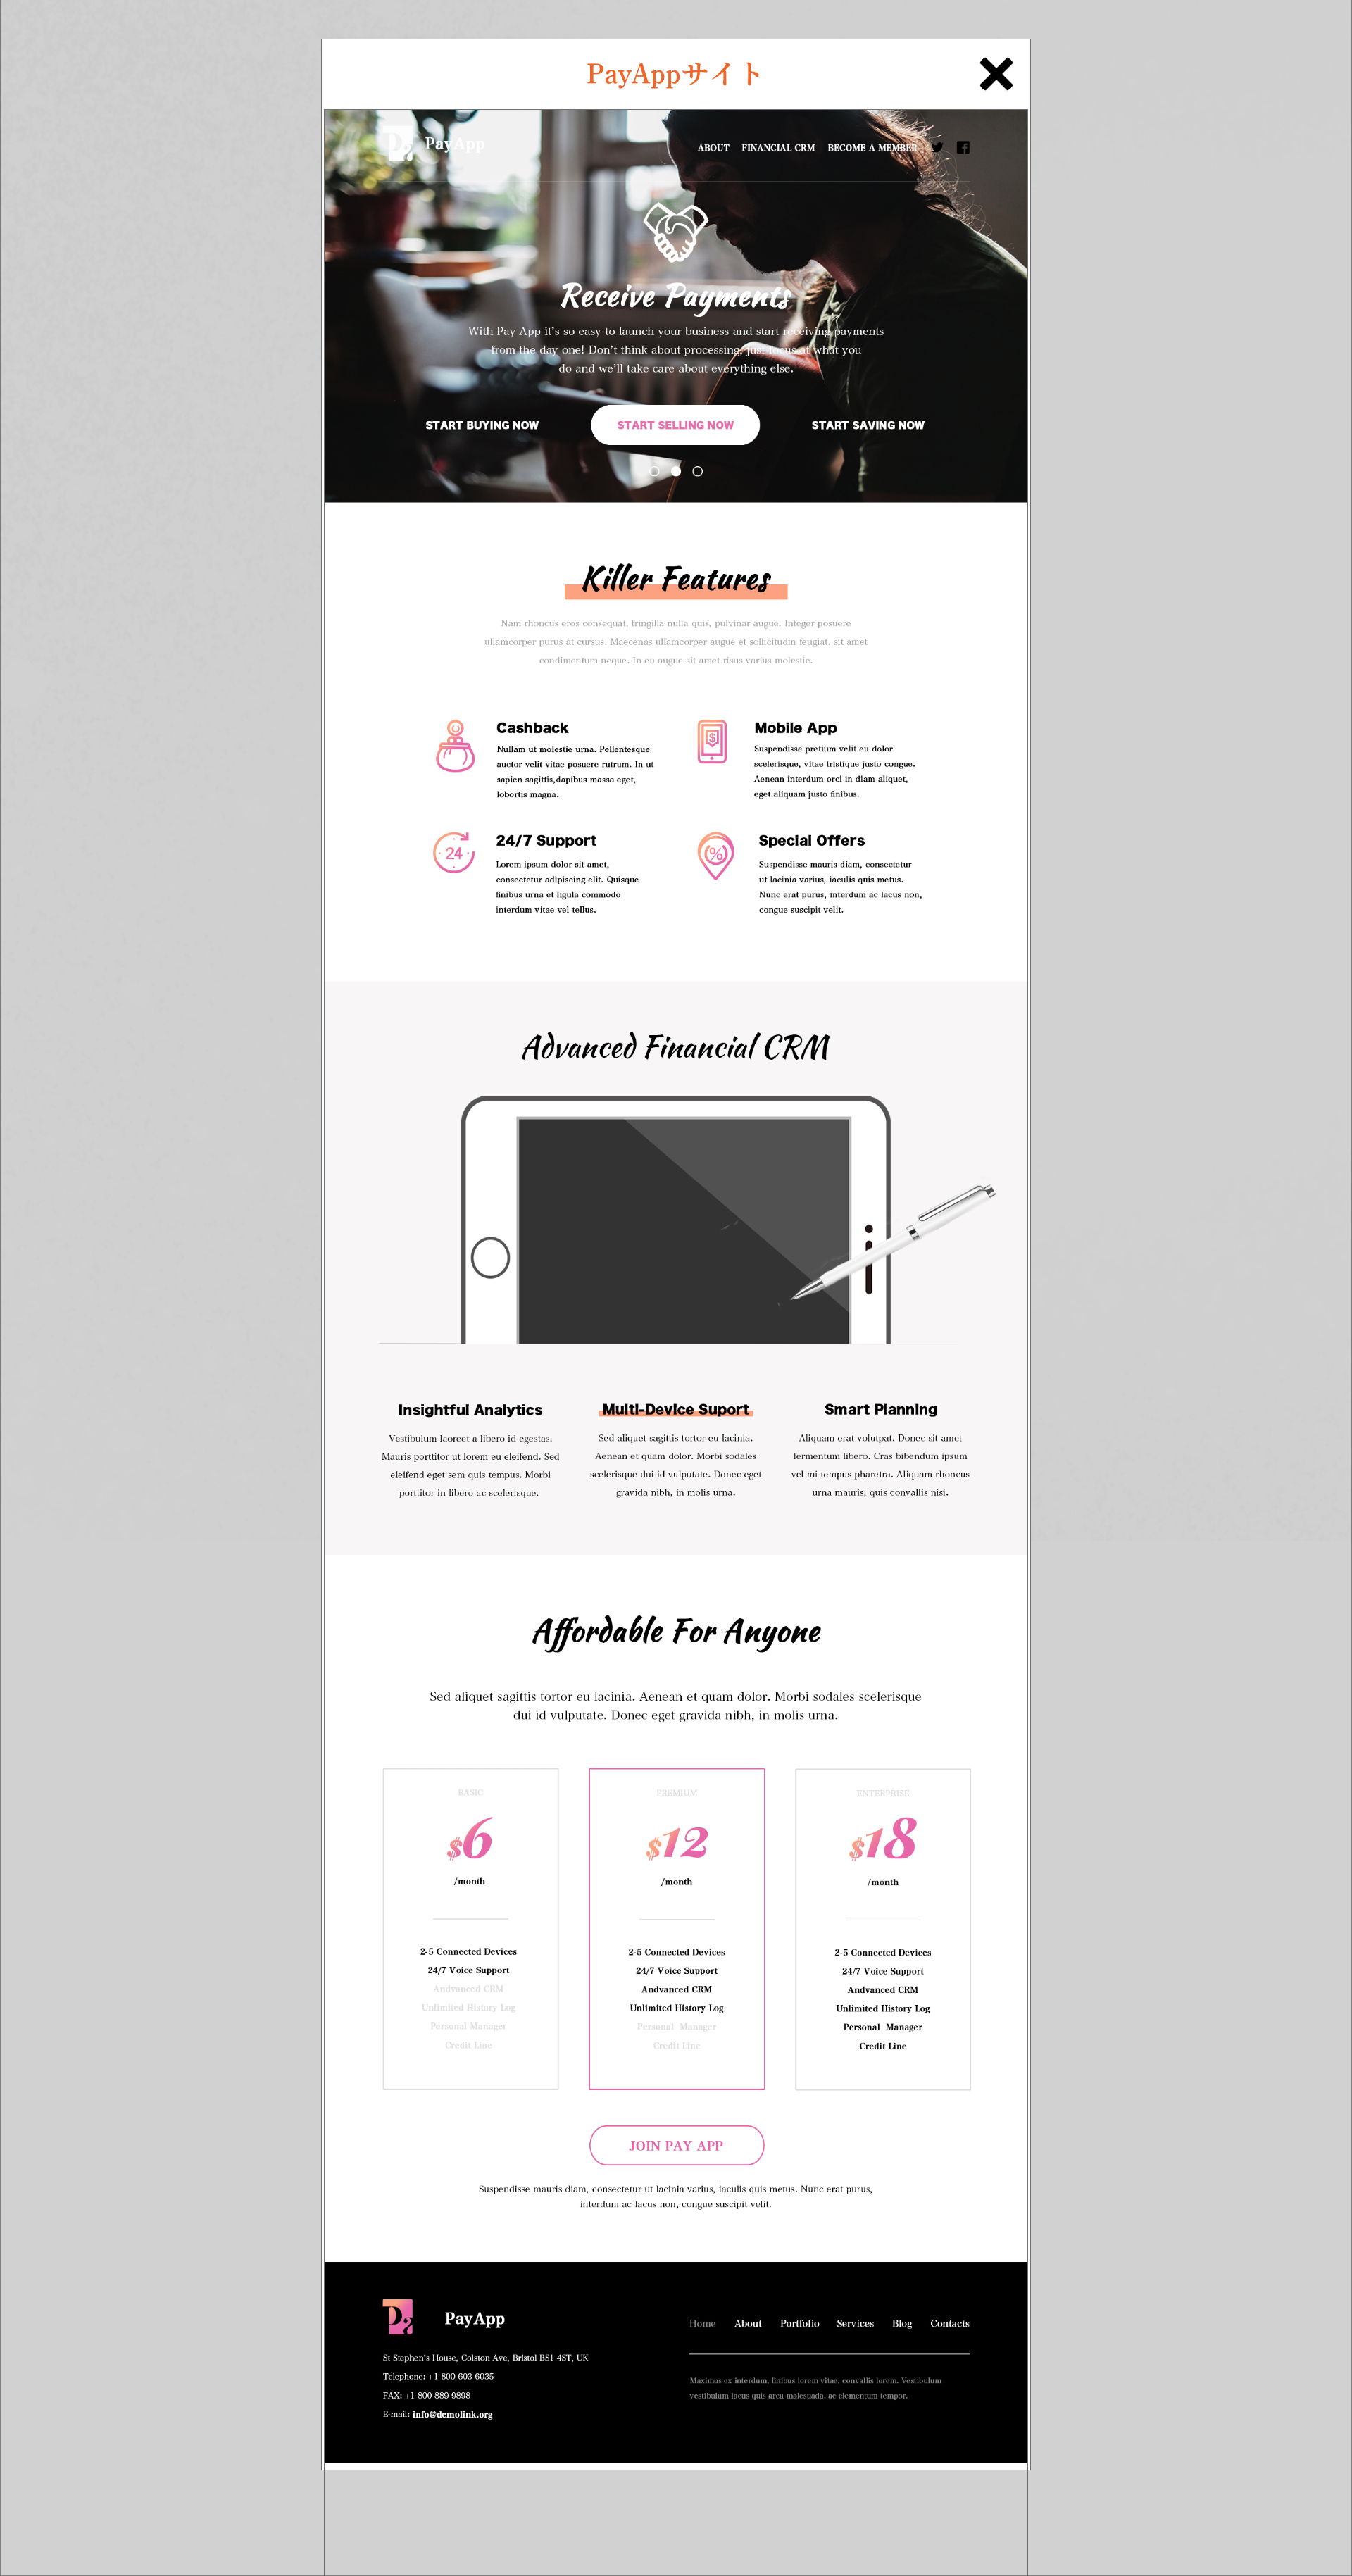 PayAppサイト
PayApp
ABOUT FINANCIAL CRM BECOME A MEMBER
Receive Payments
With Pay App it's so easy to launch your business and start receiving payments
from the day one! Don't think about processing, just focus at what you
do and we'll take care about everything else.
START BUYING NOW START SELLING NOW START SAVING NOW
Killer Features
Nam rhoncus eros consequat, fringilla nulla quis, pulvinar augue. Integer posuere
ullamcorper purus at cursus. Maecenas ullamcorper augue et sollicitudin feugiat. sit amet
condimentum neque. In eu augue sit amet risus varius molestie.
Cashback
Nullam ut molestie urna. Pellentesque
auctor velit vitae posuere rutrum. In ut
sapien sagittis,dapibus massa eget,
lobortis magna.
$
Mobile App
Suspendisse pretium velit eu dolor
scelerisque, vitae tristique justo congue.
Aenean interdum orci in diam aliquet,
eget aliquam justo finibus.
24
24/7 Support
Lorem ipsum dolor sit amet,
consectetur adipiscing elit. Quisque
finibus urna et ligula commodo
interdum vitae vel tellus.
%
Special Offers
Suspendisse mauris diam, consectetur
ut lacinia varius, iaculis quis metus.
Nunc erat purus, interdum ac lacus non,
congue suscipit velit.
Advanced Financial CRM
Insightful Analytics
Vestibulum laoreet a libero id egestas.
Mauris porttitor ut lorem eu eleifend. Sed
eleifend eget sem quis tempus. Morbi
porttitor in libero ac scelerisque.
Multi-Device Suport
Sed aliquet sagittis tortor eu lacinia.
Aenean et quam dolor. Morbi sodales
scelerisque dui id vulputate. Donec eget
gravida nibh, in molis urna.
Smart Planning
Aliquam erat volutpat. Donec sit amet
fermentum libero. Cras bibendum ipsum
vel mi tempus pharetra. Aliquam rhoncus
urna mauris, quis convallis nisi.
Affordable For Anyone
Sed aliquet sagittis tortor eu lacinia. Aenean et quam dolor. Morbi sodales scelerisque
dui id vulputate. Donec eget gravida nibh, in molis urna.
BASIC
$6
/month
2-5 Connected Devices
24/7 Voice Support
Andvanced CRM
Unlimited History Log
Personal Manager
Credit Line
PREMIUM
$12
/month
2-5 Connected Devices
24/7 Voice Support
Andvanced CRM
Unlimited History Log
Personal Manager
Credit Line
ENTERPRISE
$18
/month
2-5 Connected Devices
24/7 Voice Support
Andvanced CRM
Unlimited History Log
Personal Manager
Credit Line
JOIN PAY APP
Suspendisse mauris diam, consectetur ut lacinia varius, iaculis quis metus. Nunc erat purus,
interdum ac lacus non, congue suscipit velit.
PayApp
St Stephen's House, Colston Ave, Bristol BS1 4ST, UK
Telephone: +1 800 603 6035
FAX: +1 800 889 9898
E-mail: info@demolink.org
Home About Portfolio Services Blog Contacts
Maximus ex interdum, finibus lorem vitae, convallis lorem. Vestibulum
vestibulum lacus quis arcu malesuada, ac elementum tempor.